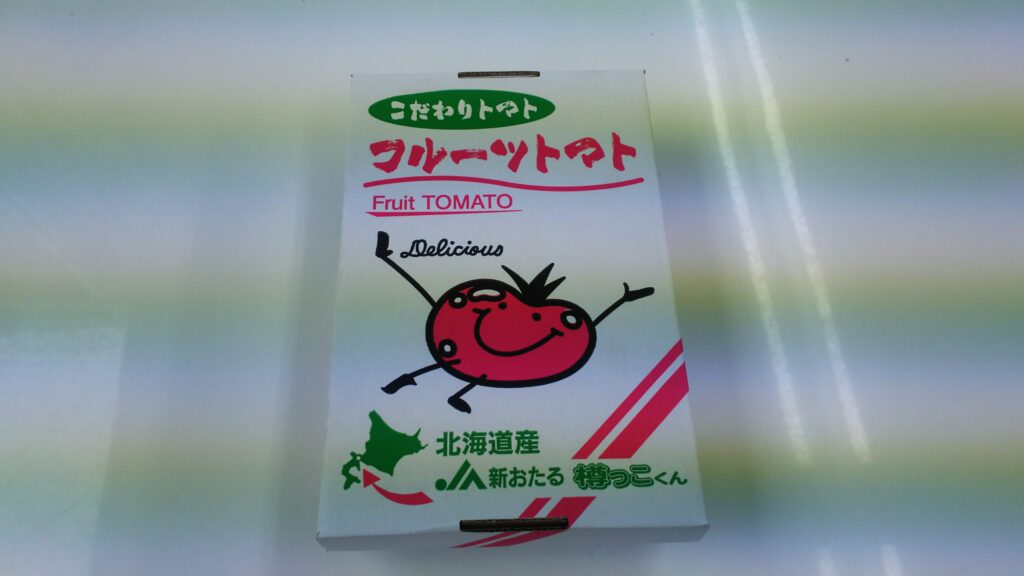 こだわりトマト
フルーツトマト
Fruit TOMATO
Delicious
北海道産
JA 新おたる 樽っこくん